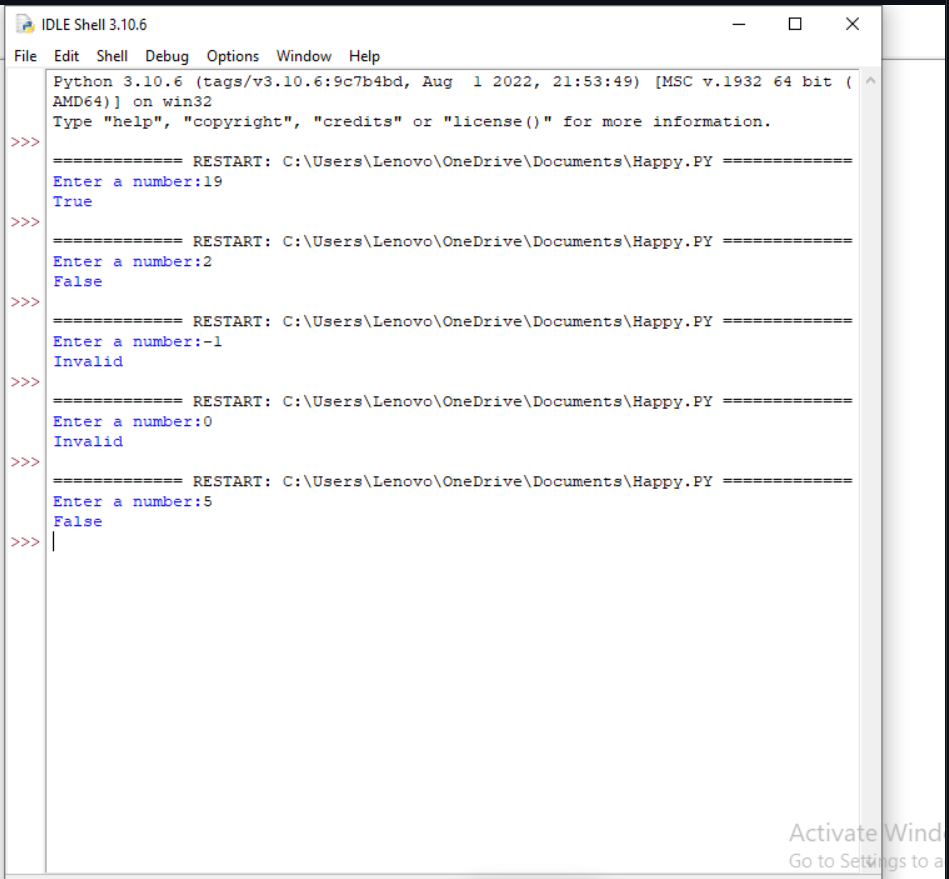 IDLE Shell 3.10.6
File Edit Shell Debug Options Window Help
Python 3.10.6 (tags/v3.10.6:9c7b4bd, Aug  1 2022, 21:53:49) [MSC v.1932 64 bit (
AMD64)] on win32
Type "help", "copyright", "credits" or "license()" for more information.
>>>
============= RESTART: C:\Users\Lenovo\OneDrive\Documents\Happy.PY =============
Enter a number:19
True
>>>
============= RESTART: C:\Users\Lenovo\OneDrive\Documents\Happy.PY =============
Enter a number:2
False
>>>
============= RESTART: C:\Users\Lenovo\OneDrive\Documents\Happy.PY =============
Enter a number:-1
Invalid
>>>
============= RESTART: C:\Users\Lenovo\OneDrive\Documents\Happy.PY =============
Enter a number:0
Invalid
>>>
============= RESTART: C:\Users\Lenovo\OneDrive\Documents\Happy.PY =============
Enter a number:5
False
>>>
Activate Wind
Go to Settings to a